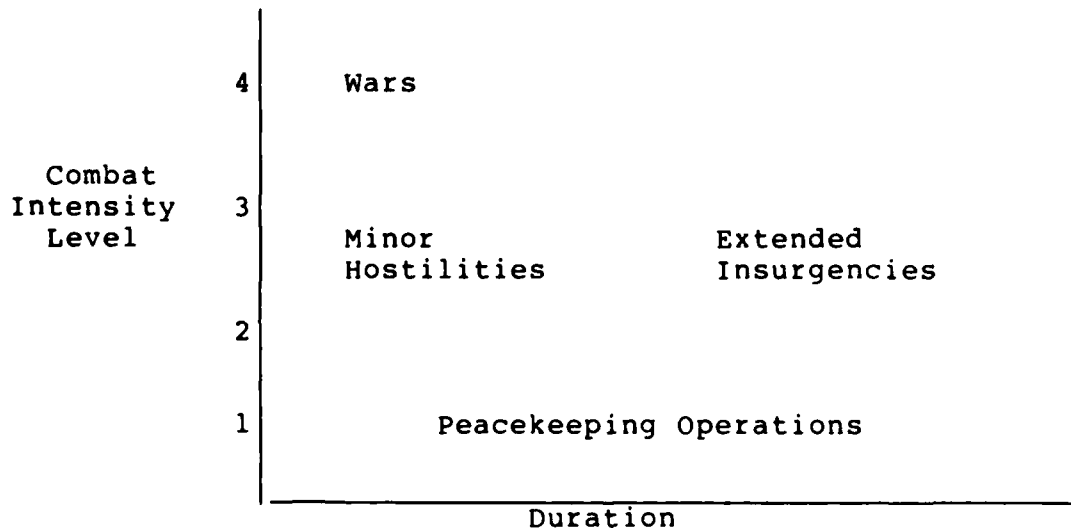 4 Wars
Combat
Intensity 3
Level
Minor Extended
Hostilities Insurgencies
2
1 Peacekeeping Operations
Duration